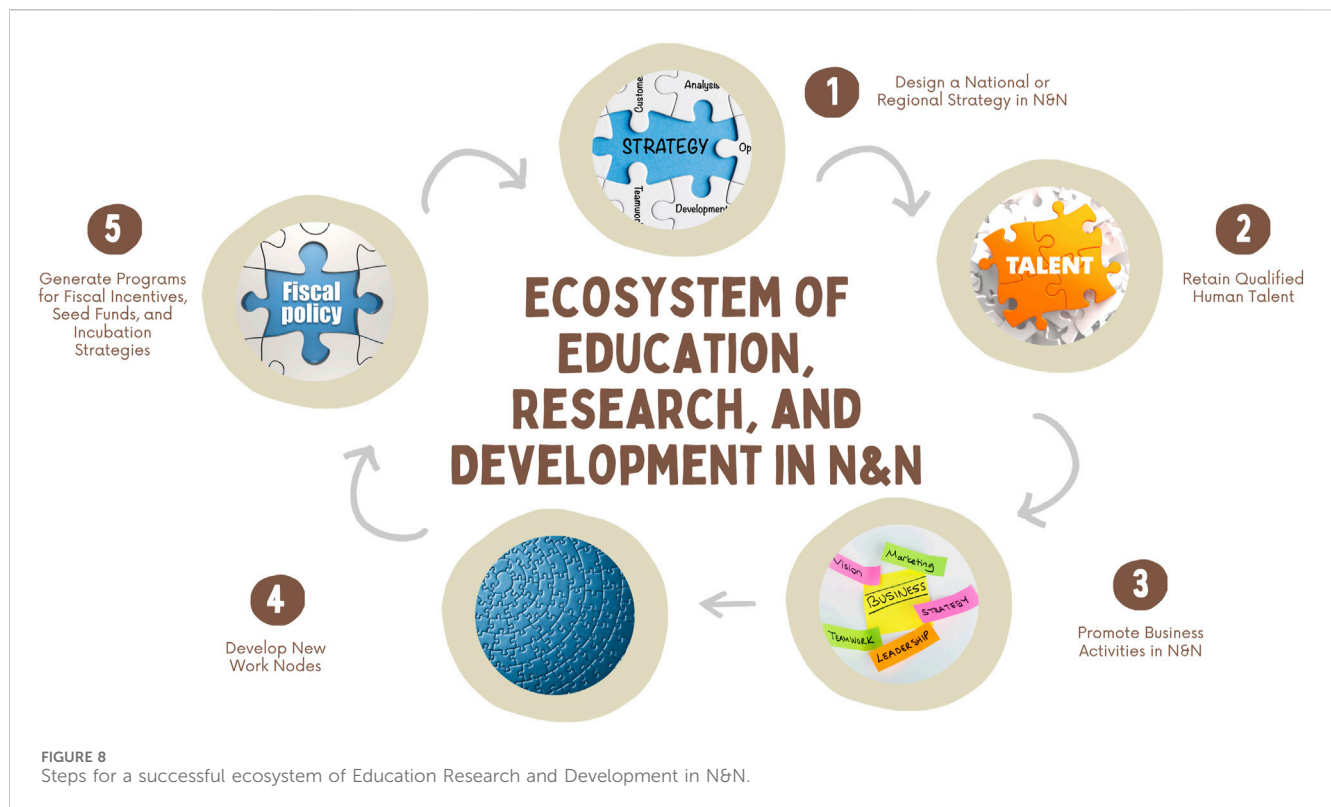 1
Design a National or
Regional Strategy in N&N
Custome
Analysis
STRATEGY
Op
Teamwor
Development
2
Retain Qualified
Human Talent
TALENT
5
Generate Programs
for Fiscal Incentives,
Seed Funds, and
Incubation
Strategies
Fiscal
policy
ECOSYSTEM OF
EDUCATION,
RESEARCH, AND
DEVELOPMENT IN N&N
3
Promote Business
Activities in N&N
Vision
Marketing
BUSINESS
STRATEGY
TEAMWORK
LEADERSHIP
4
Develop New
Work Nodes
FIGURE 8
Steps for a successful ecosystem of Education Research and Development in N&N.